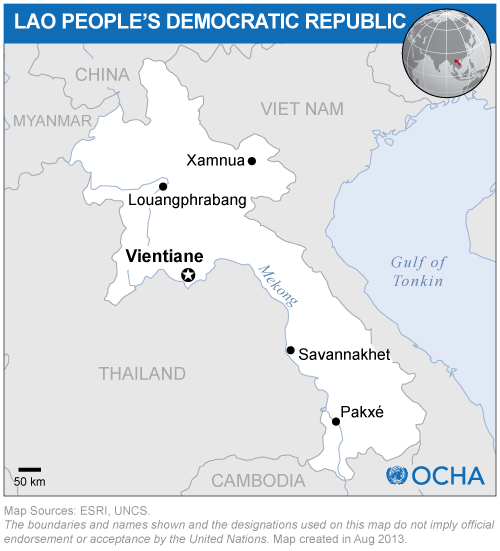 LAO PEOPLE'S DEMOCRATIC REPUBLIC
CHINA
MYANMAR
VIET NAM
Xamnua
Louangphrabang
Vientiane
Gulf of
Tonkin
Mekong
Savannakhet
THAILAND
Pakxé
50 km
CAMBODIA
OCHA
Map Sources: ESRI, UNCS.
The boundaries and names shown and the designations used on this map do not imply official
endorsement or acceptance by the United Nations. Map created in Aug 2013.